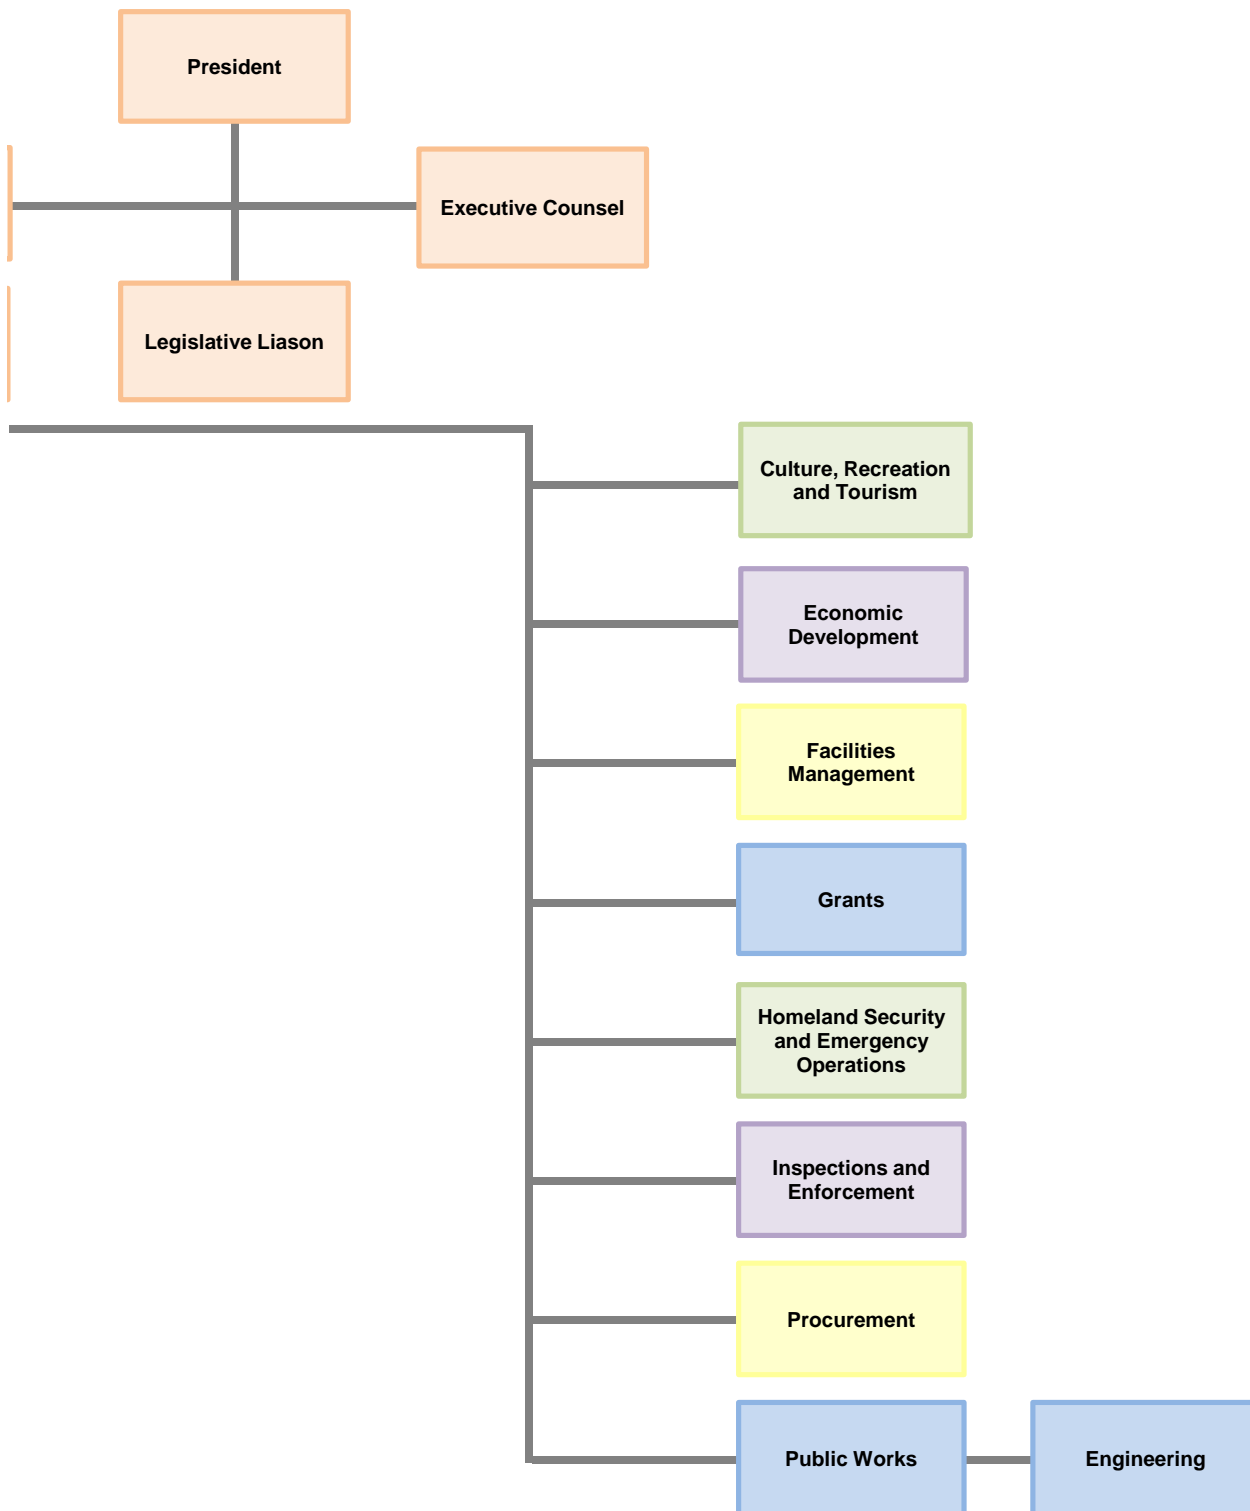 President
Executive Counsel
Legislative Liason
Culture, Recreation
and Tourism
Economic
Development
Facilities
Management
Grants
Homeland Security
and Emergency
Operations
Inspections and
Enforcement
Procurement
Public Works
Engineering